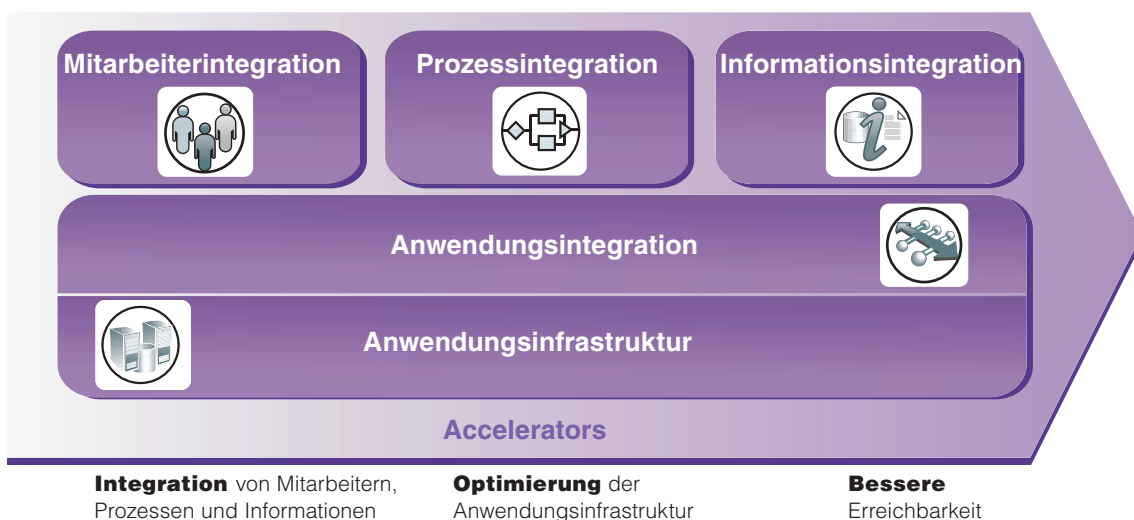 Mitarbeiterintegration
Prozessintegration
Informationsintegration
Anwendungsintegration
Anwendungsinfrastruktur
Accelerators
Integration von Mitarbeitern,
Prozessen und Informationen
Optimierung der
Anwendungsinfrastruktur
Bessere
Erreichbarkeit